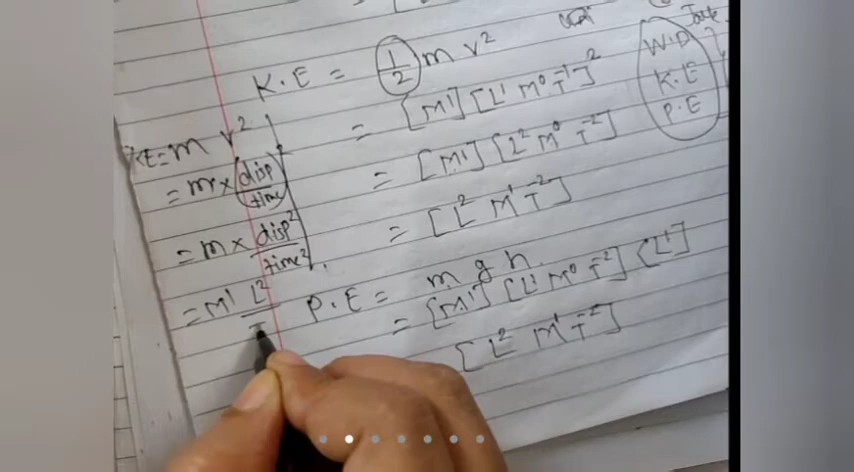 K.E = 1/2 m v²
= [M¹] [L¹ M⁰ T⁻¹]²
= [M¹] [L² M⁰ T⁻²]
= [L² M¹ T⁻²]
P.E = m g h
= [M¹] [L¹ M⁰ T⁻²] [L¹]
[L² M¹ T⁻²]
KE = m v²
= m × (disp/time)²
= m × disp²/time²
= M¹ L²/T
W.D
K.E
P.E